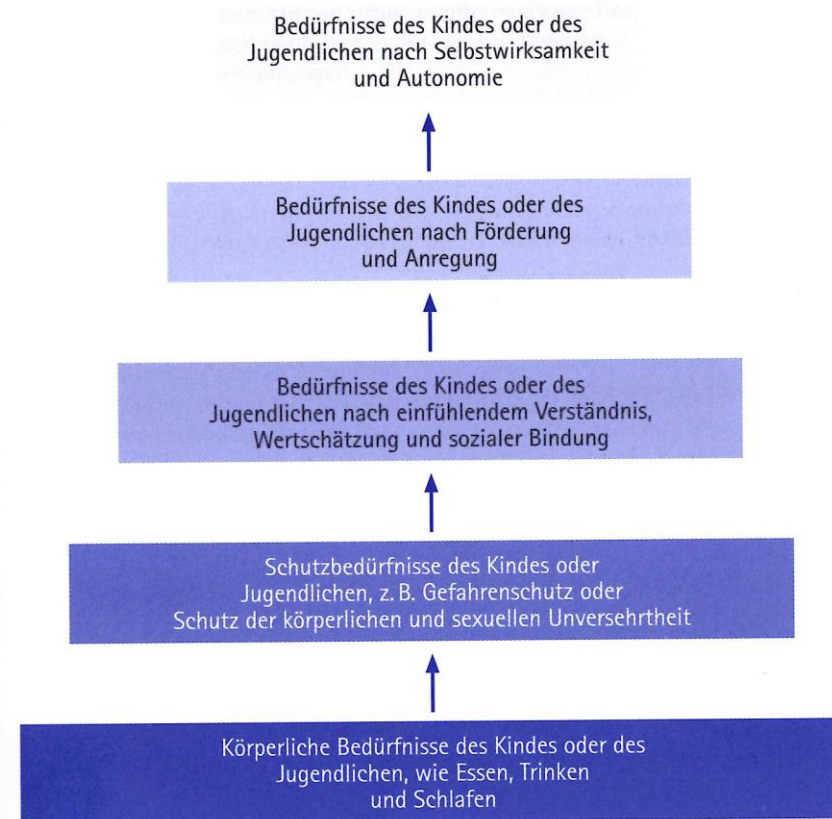 Bedürfnisse des Kindes oder des
Jugendlichen nach Selbstwirksamkeit
und Autonomie
Bedürfnisse des Kindes oder des
Jugendlichen nach Förderung
und Anregung
Bedürfnisse des Kindes oder des
Jugendlichen nach einfühlendem Verständnis,
Wertschätzung und sozialer Bindung
Schutzbedürfnisse des Kindes oder
Jugendlichen, z. B. Gefahrenschutz oder
Schutz der körperlichen und sexuellen Unversehrtheit
Körperliche Bedürfnisse des Kindes oder des
Jugendlichen, wie Essen, Trinken
und Schlafen